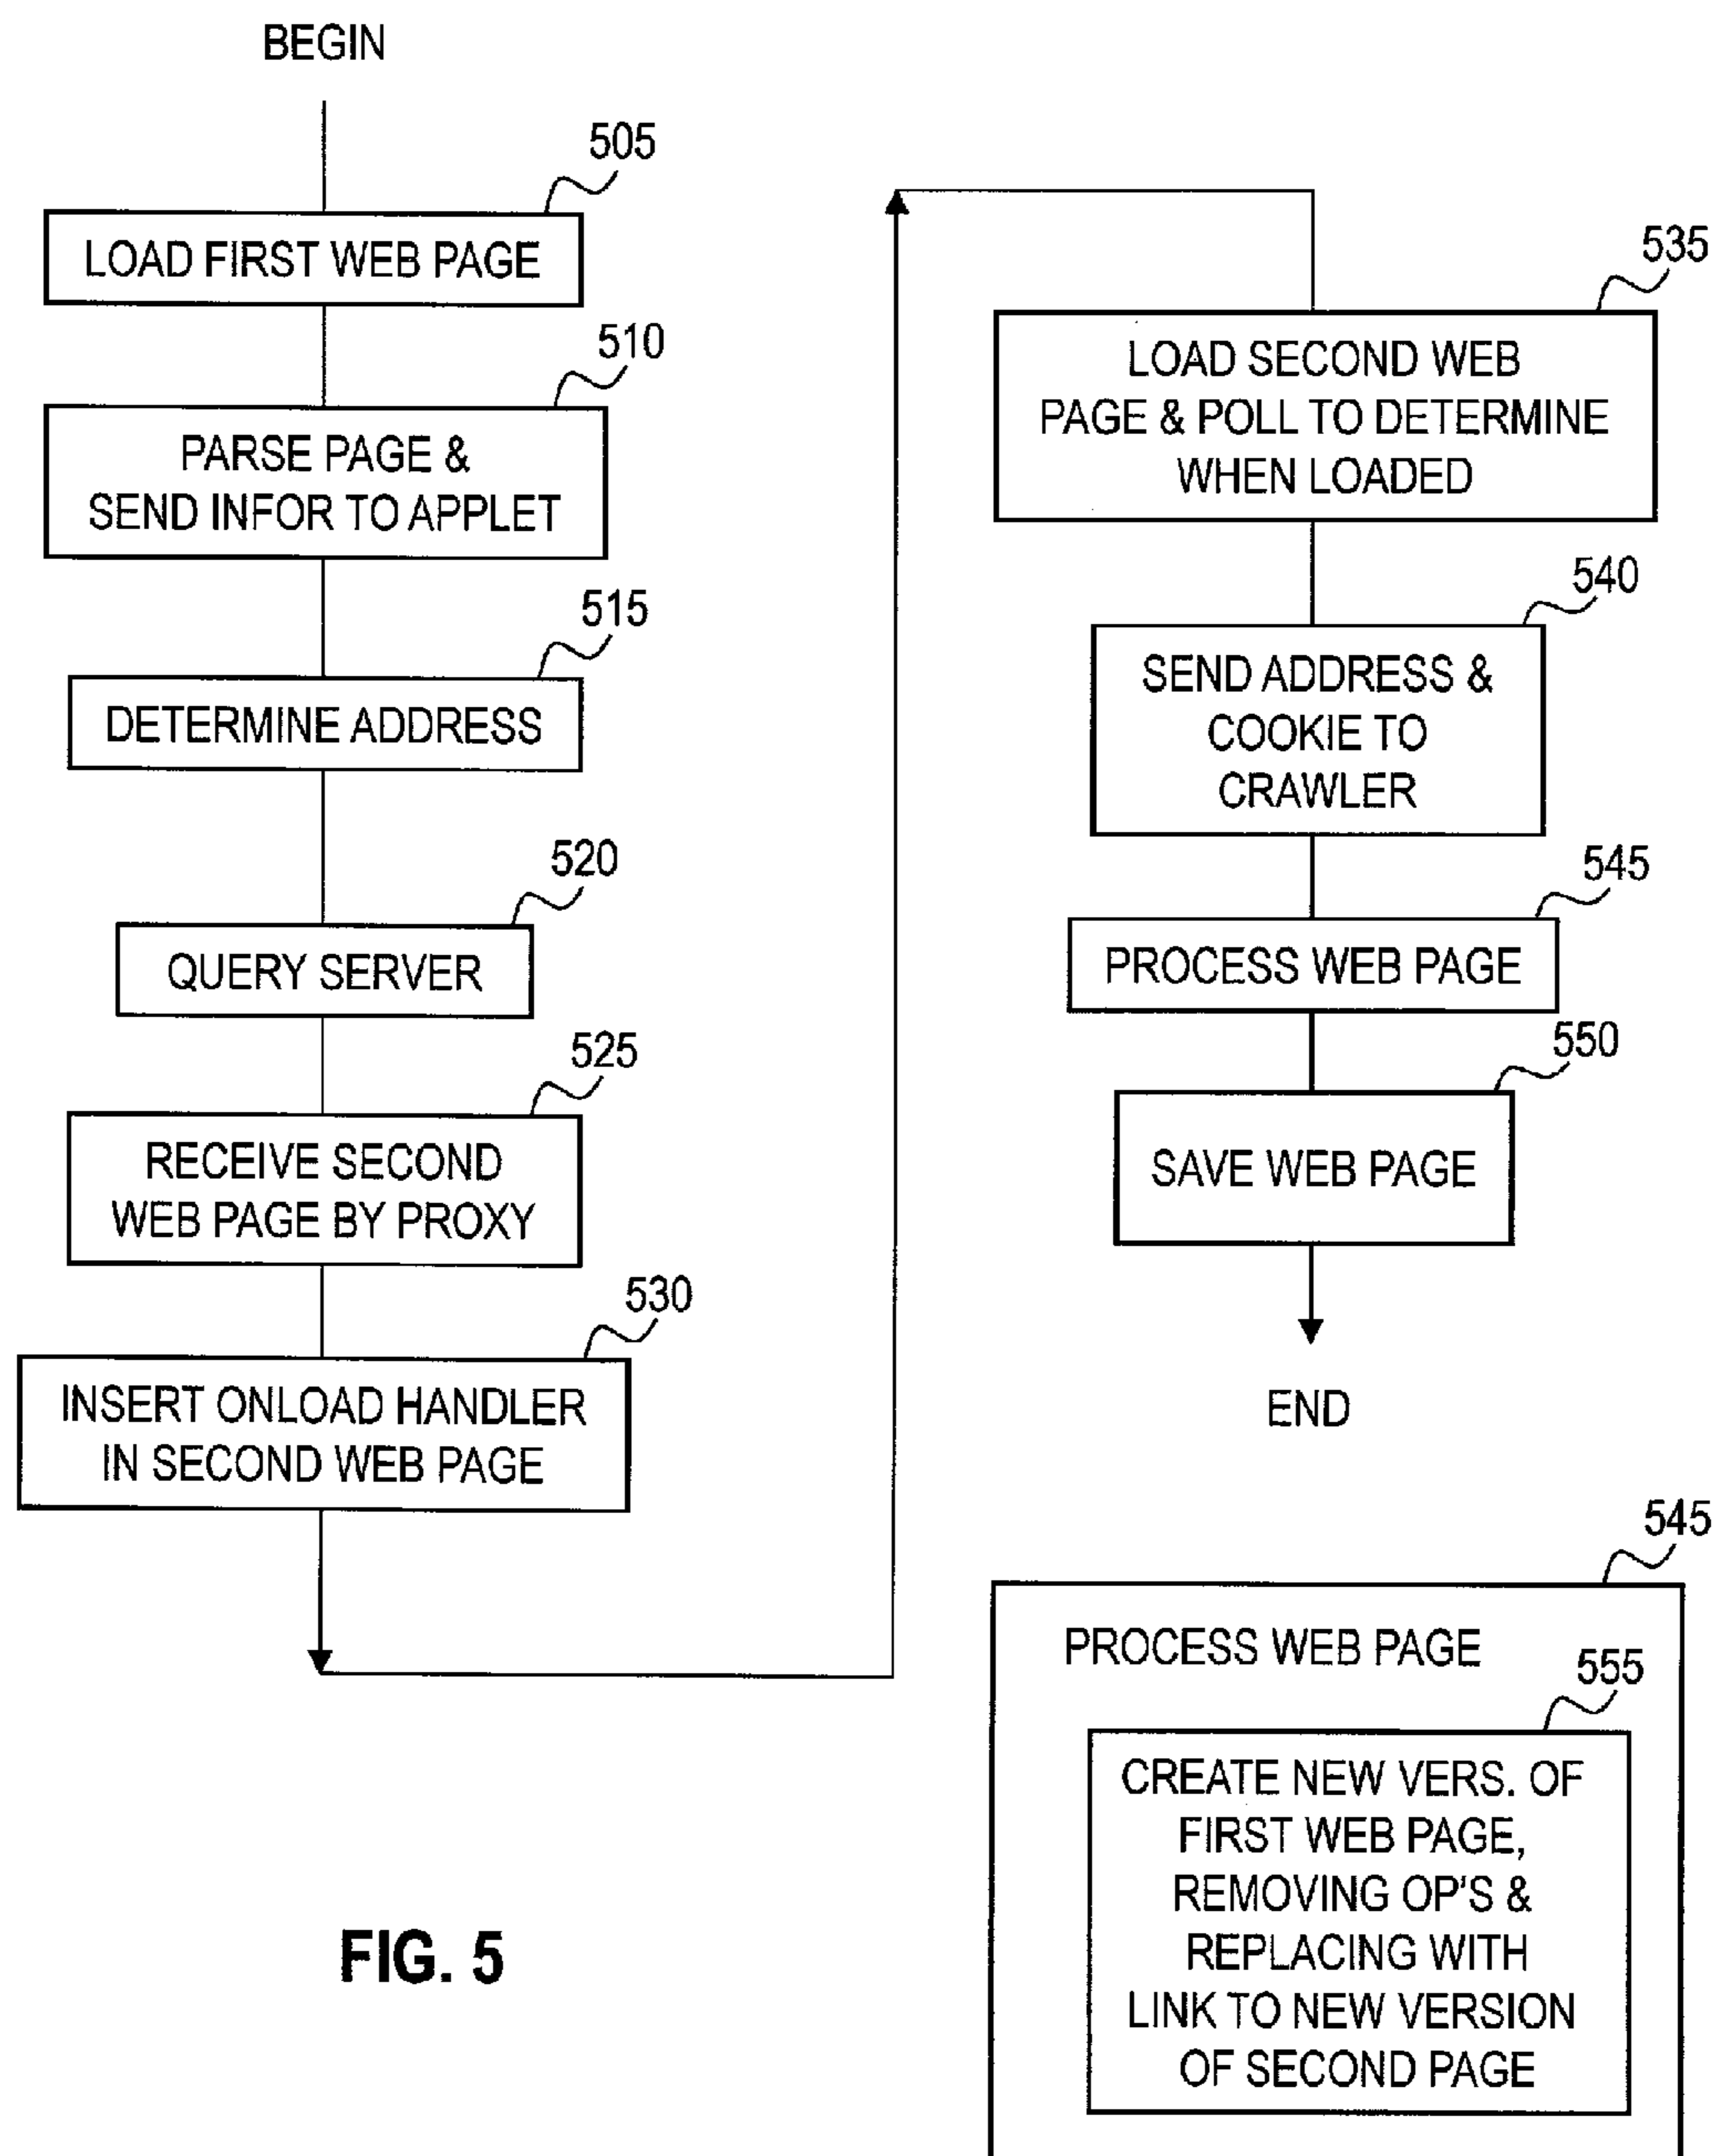 BEGIN
505
LOAD FIRST WEB PAGE
510
PARSE PAGE &
SEND INFOR TO APPLET
515
DETERMINE ADDRESS
520
QUERY SERVER
525
RECEIVE SECOND
WEB PAGE BY PROXY
530
INSERT ONLOAD HANDLER
IN SECOND WEB PAGE
535
LOAD SECOND WEB
PAGE & POLL TO DETERMINE
WHEN LOADED
540
SEND ADDRESS &
COOKIE TO
CRAWLER
545
PROCESS WEB PAGE
550
SAVE WEB PAGE
END
545
PROCESS WEB PAGE
555
CREATE NEW VERS. OF
FIRST WEB PAGE,
REMOVING OP'S &
REPLACING WITH
LINK TO NEW VERSION
OF SECOND PAGE
FIG. 5